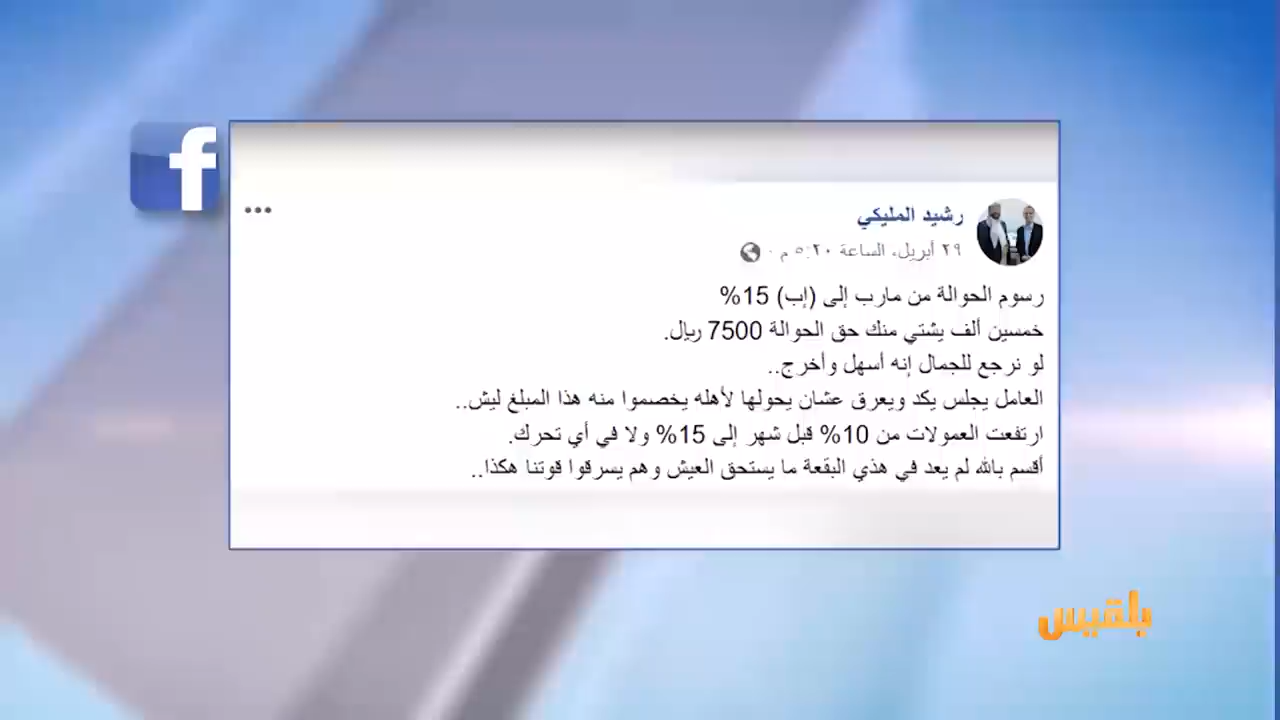 f
رشيد المليكي
٢٩ أبريل، الساعة ٥:٢٠ م ·
رسوم الحوالة من مارب إلى (إب) 15%
خمسين ألف يشتي منك حق الحوالة 7500 ريال.
لو نرجع للجمال إنه أسهل وأخرج..
العامل يجلس يكد ويعرق عشان يحولها لأهله يخصموا منه هذا المبلغ ليش..
ارتفعت العمولات من 10% قبل شهر إلى 15% ولا في أي تحرك.
أقسم بالله لم يعد في هذي البقعة ما يستحق العيش وهم يسرقوا قوتنا هكذا..
بلقيس